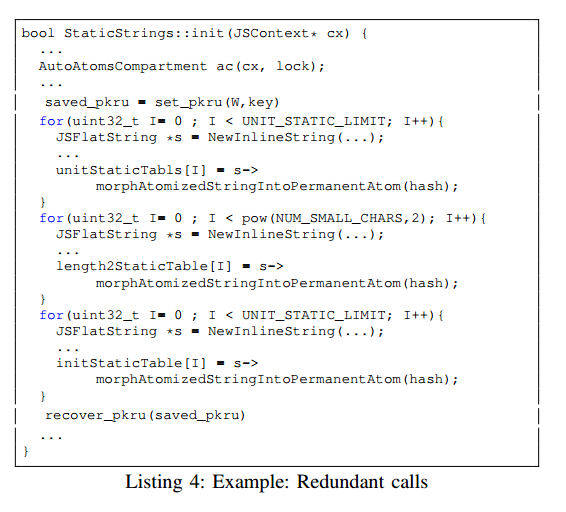 bool StaticStrings::init(JSContext* cx) {
...
AutoAtomsCompartment ac(cx, lock);
...
saved_pkru = set_pkru(W,key)
for(uint32_t I= 0 ; I < UNIT_STATIC_LIMIT; I++){
JSFlatString *s = NewInlineString(...);
...
unitStaticTabls[I] = s->
morphAtomizedStringIntoPermanentAtom(hash);
}
for(uint32_t I= 0 ; I < pow(NUM_SMALL_CHARS,2); I++){
JSFlatString *s = NewInlineString(...);
...
length2StaticTable[I] = s->
morphAtomizedStringIntoPermanentAtom(hash);
}
for(uint32_t I= 0 ; I < UNIT_STATIC_LIMIT; I++){
JSFlatString *s = NewInlineString(...);
...
initStaticTable[I] = s->
morphAtomizedStringIntoPermanentAtom(hash);
}
recover_pkru(saved_pkru)
...
}
Listing 4: Example: Redundant calls